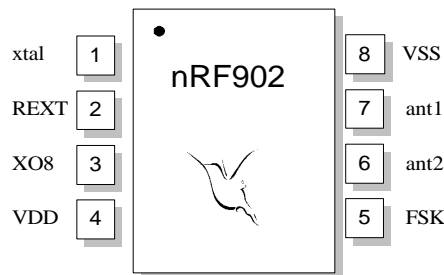 xtal 1 8 VSS
nRF902
REXT 2 7 ant1
XO8 3 6 ant2
VDD 4 5 FSK